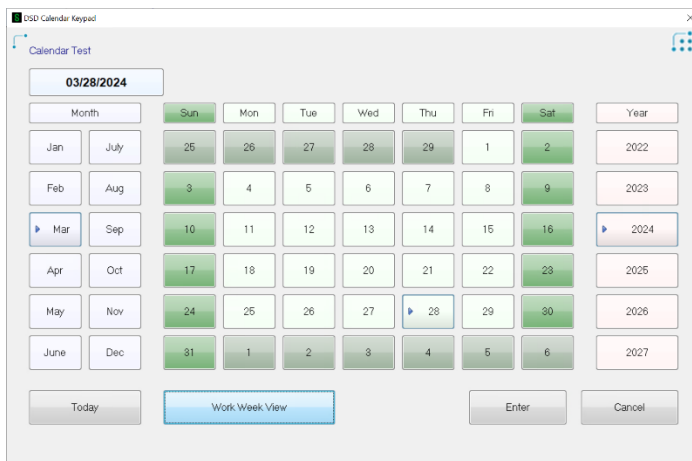 DSD Calendar Keypad
Calendar Test
03/28/2024
Month Sun Mon Tue Wed Thu Fri Sat Year
Jan July 25 26 27 28 29 1 2 2022
Feb Aug 3 4 5 6 7 8 9 2023
Mar Sep 10 11 12 13 14 15 16 2024
Apr Oct 17 18 19 20 21 22 23 2025
May Nov 24 25 26 27 28 29 30 2026
June Dec 31 1 2 3 4 5 6 2027
Today Work Week View Enter Cancel